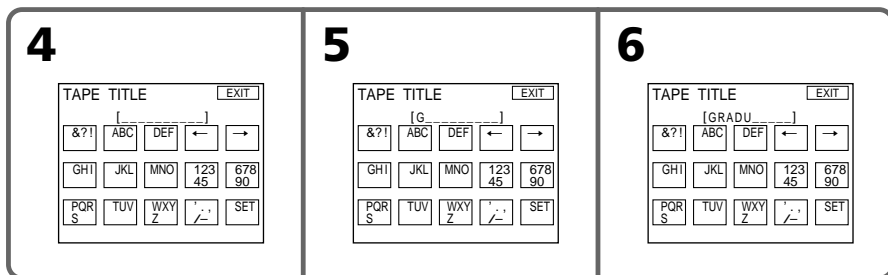 4
TAPE TITLE EXIT
[__________]
&?! ABC DEF ← →
GHI JKL MNO 123 45 678 90
PQR S TUV WXY Z ' . , / – SET
5
TAPE TITLE EXIT
[G_________]
&?! ABC DEF ← →
GHI JKL MNO 123 45 678 90
PQR S TUV WXY Z ' . , / – SET
6
TAPE TITLE EXIT
[GRADU_____]
&?! ABC DEF ← →
GHI JKL MNO 123 45 678 90
PQR S TUV WXY Z ' . , / – SET